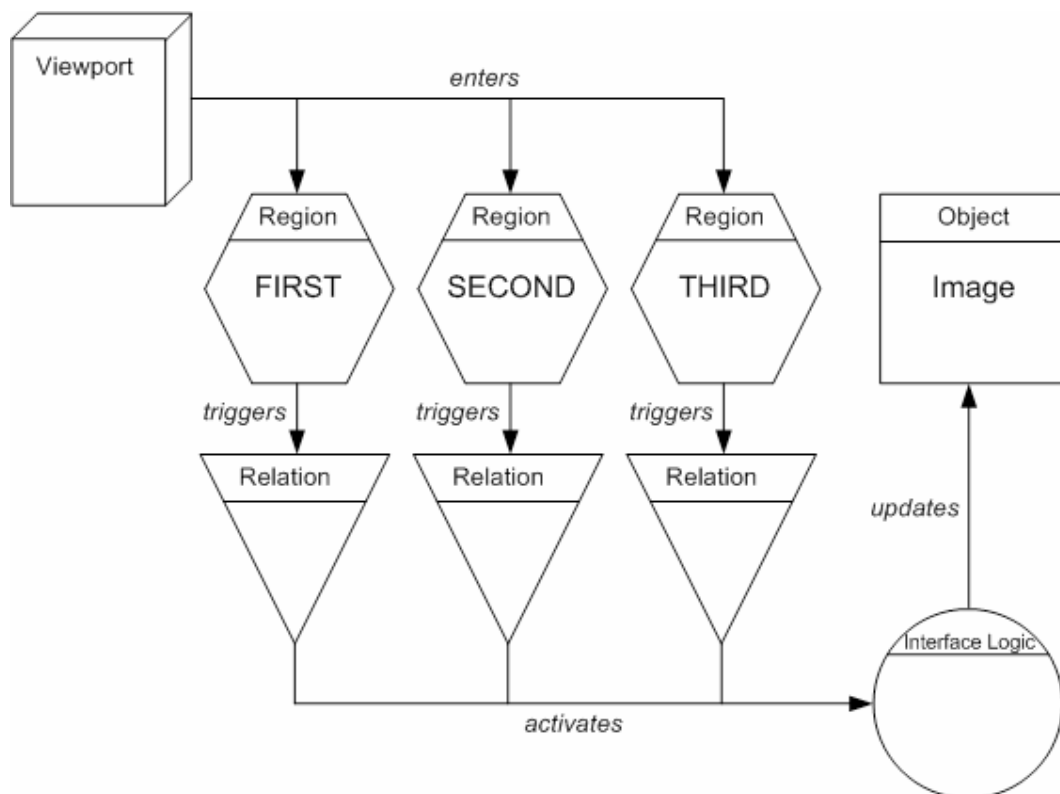 Viewport
enters
Region
Region
Region
Object
FIRST
SECOND
THIRD
Image
triggers
triggers
triggers
Relation
Relation
Relation
updates
Interface Logic
activates